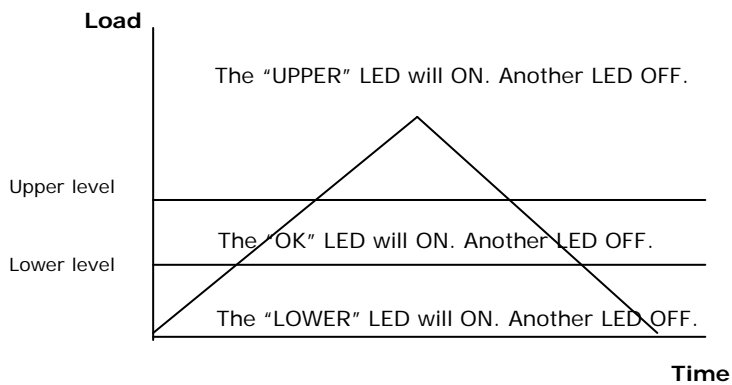 Load
The “UPPER” LED will ON. Another LED OFF.
Upper level
The “OK” LED will ON. Another LED OFF.
Lower level
The “LOWER” LED will ON. Another LED OFF.
Time